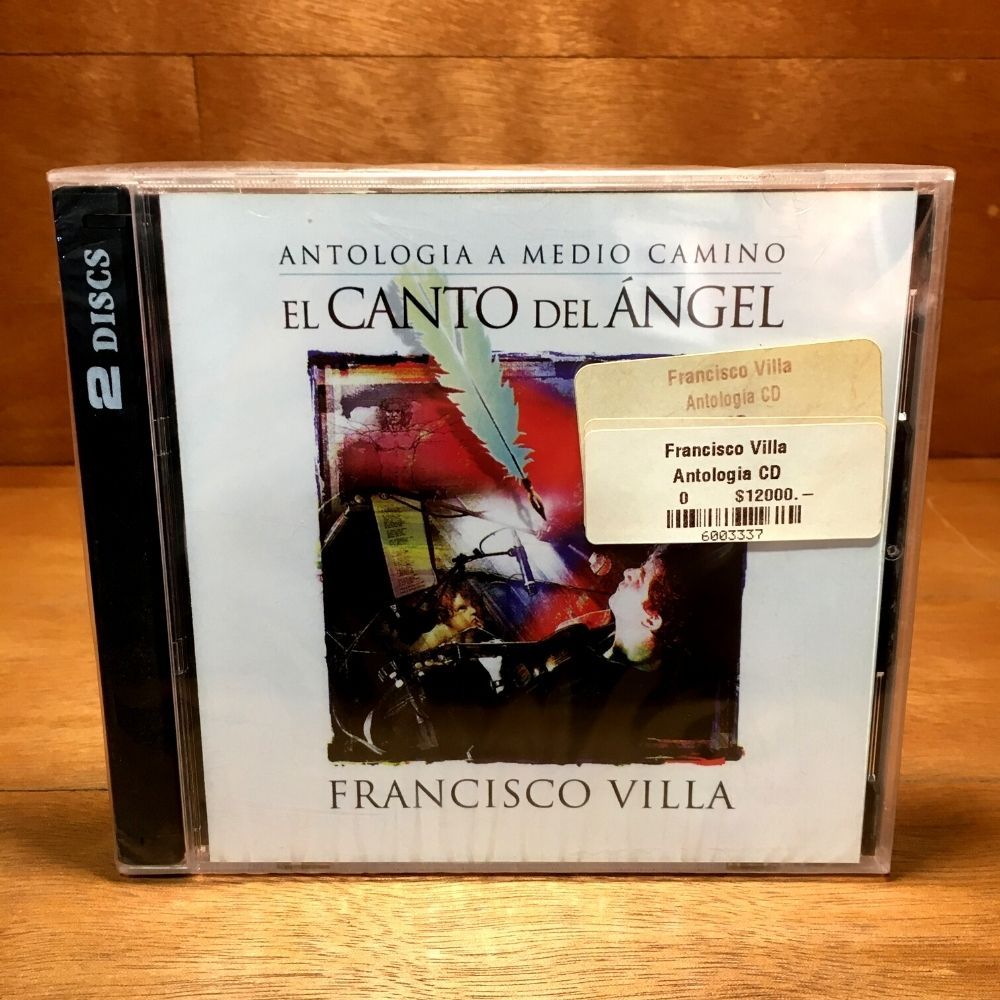 2 DISCS
ANTOLOGIA A MEDIO CAMINO
EL CANTO DEL ÁNGEL
Francisco Villa
Antologia CD
Francisco Villa
Antologia CD
0 $12000.—
6003337
FRANCISCO VILLA